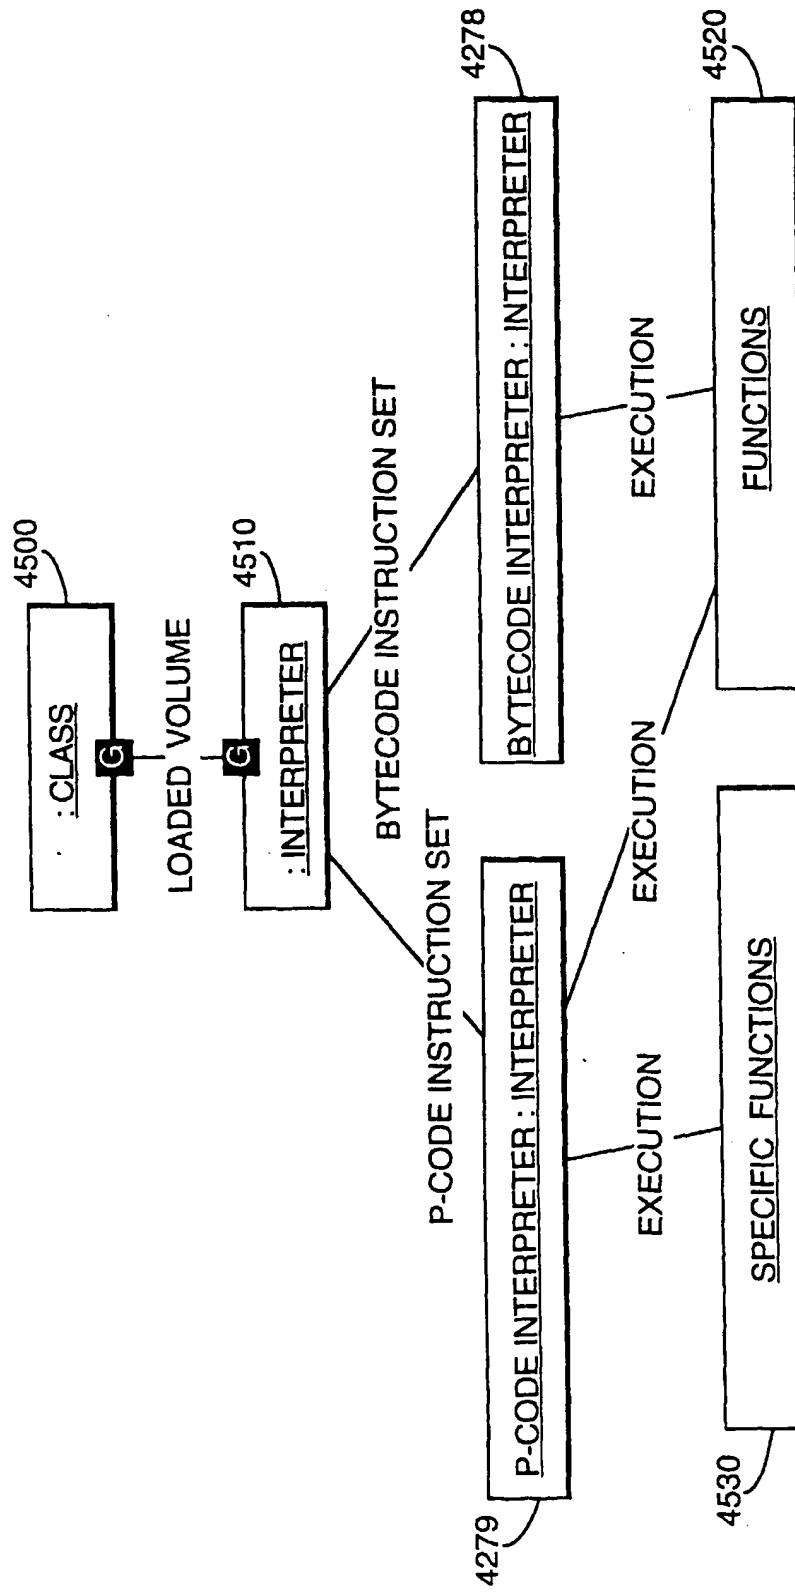 4500
: CLASS
G
LOADED VOLUME
G
4510
: INTERPRETER
P-CODE INSTRUCTION SET
BYTECODE INSTRUCTION SET
4279
P-CODE INTERPRETER : INTERPRETER
BYTECODE INTERPRETER : INTERPRETER
4278
EXECUTION
EXECUTION
EXECUTION
4530
SPECIFIC FUNCTIONS
FUNCTIONS
4520